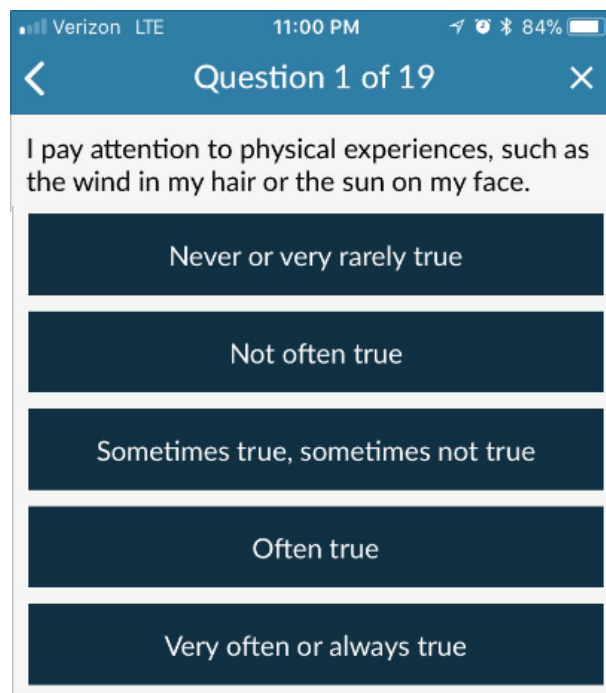 Verizon LTE 11:00 PM 84%
Question 1 of 19
I pay attention to physical experiences, such as
the wind in my hair or the sun on my face.
Never or very rarely true
Not often true
Sometimes true, sometimes not true
Often true
Very often or always true